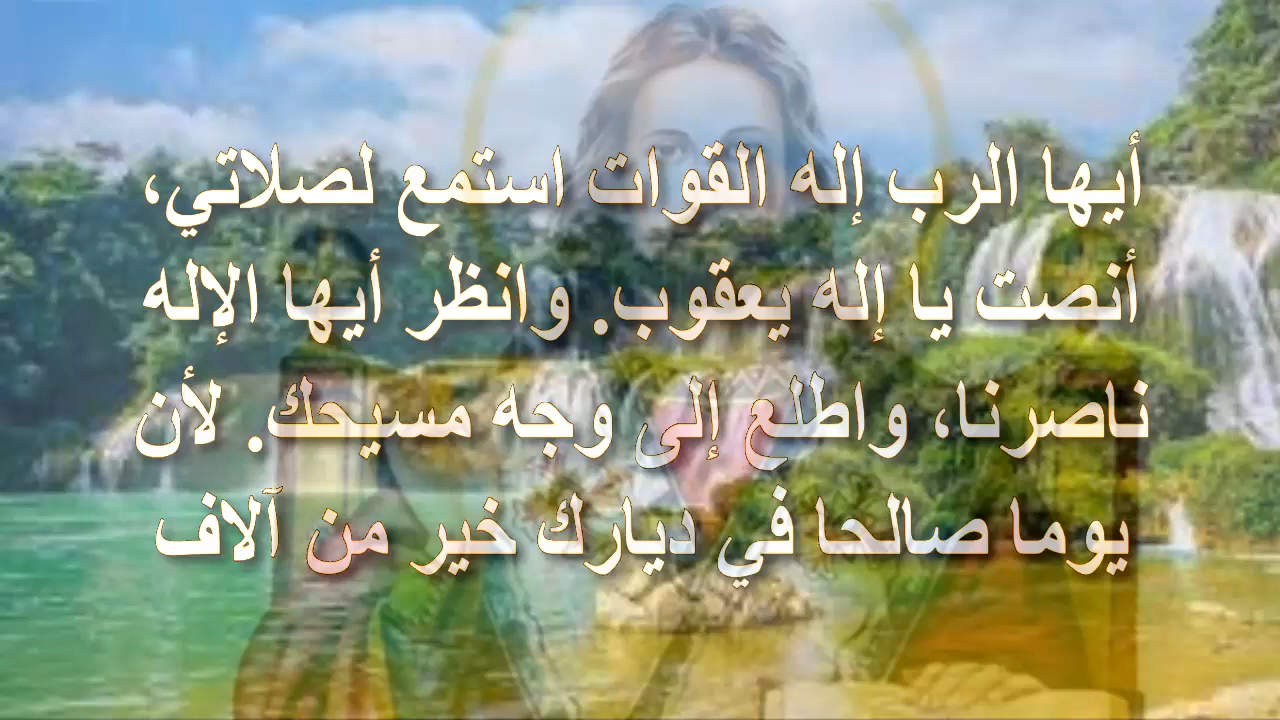 أيها الرب إله القوات استمع لصلاتي،
أنصت يا إله يعقوب. وانظر أيها الإله
ناصرنا، واطلع إلى وجه مسيحك. لأن
يوما صالحا في ديارك خير من آلاف